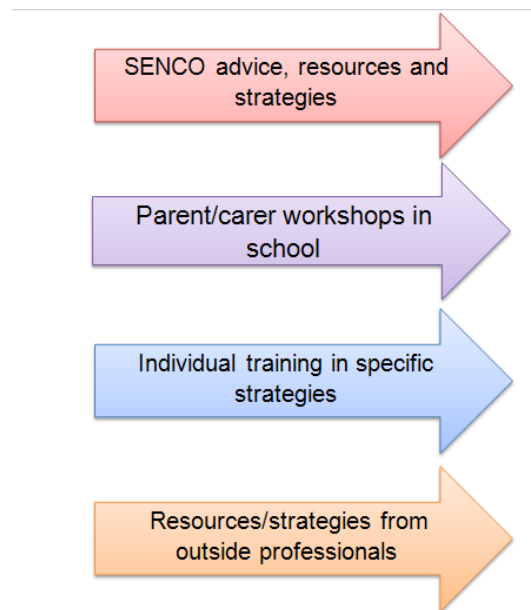 SENCO advice, resources and
strategies
Parent/carer workshops in
school
Individual training in specific
strategies
Resources/strategies from
outside professionals